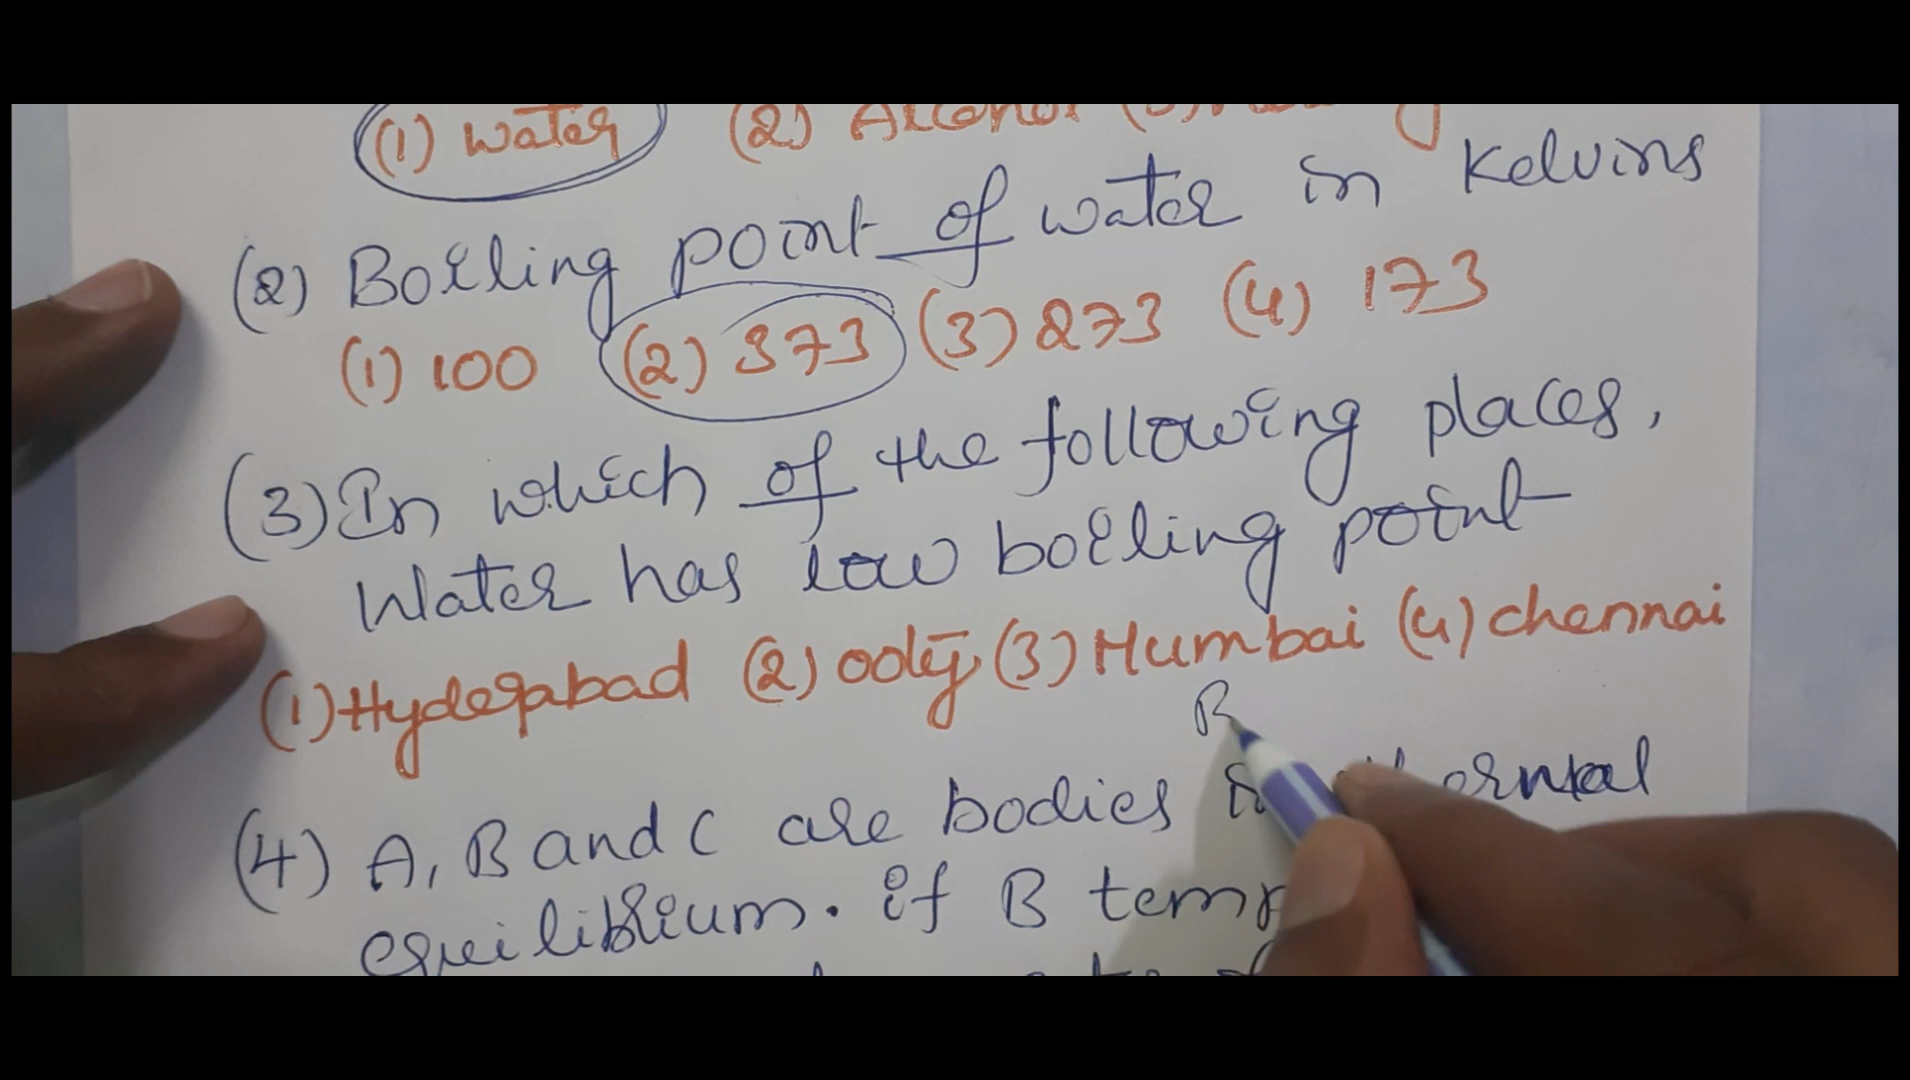 (1) Water (2) Alcohol
(2) Boiling point of water in Kelvins
(1) 100 (2) 373 (3) 273 (4) 173
(3) In which of the following places,
Water has low boiling point
(1) Hyderabad (2) ooty, (3) Mumbai (4) chennai
B
(4) A, B and C are bodies in thermal
equilibrium. if B temp